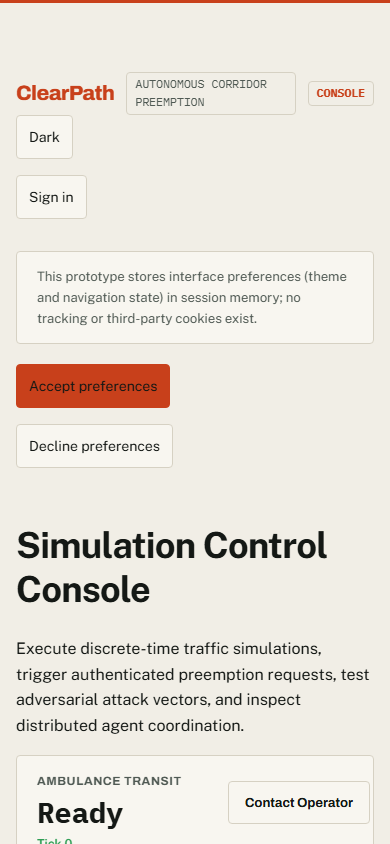 ClearPath
AUTONOMOUS CORRIDOR
PREEMPTION
CONSOLE
Dark
Sign in
This prototype stores interface preferences (theme
and navigation state) in session memory; no
tracking or third-party cookies exist.
Accept preferences
Decline preferences
Simulation Control
Console
Execute discrete-time traffic simulations,
trigger authenticated preemption requests, test
adversarial attack vectors, and inspect
distributed agent coordination.
AMBULANCE TRANSIT
Ready
Contact Operator
Tick 0